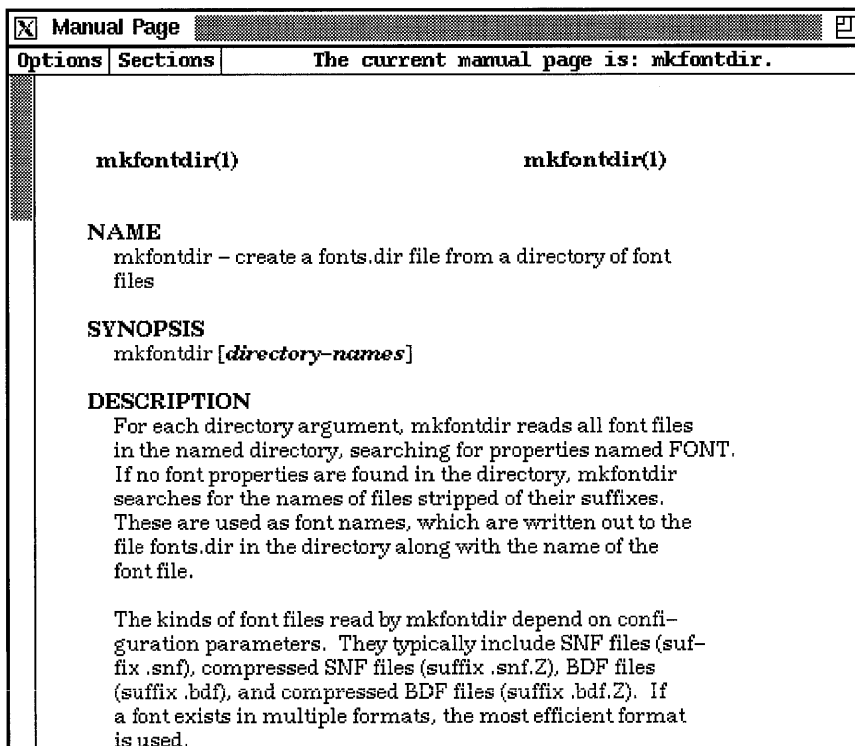 Manual Page
Options Sections The current manual page is: mkfontdir.
mkfontdir(1) mkfontdir(1)
NAME
mkfontdir – create a fonts.dir file from a directory of font
files
SYNOPSIS
mkfontdir [directory–names]
DESCRIPTION
For each directory argument, mkfontdir reads all font files
in the named directory, searching for properties named FONT.
If no font properties are found in the directory, mkfontdir
searches for the names of files stripped of their suffixes.
These are used as font names, which are written out to the
file fonts.dir in the directory along with the name of the
font file.
The kinds of font files read by mkfontdir depend on confi–
guration parameters. They typically include SNF files (suf–
fix .snf), compressed SNF files (suffix .snf.Z), BDF files
(suffix .bdf), and compressed BDF files (suffix .bdf.Z). If
a font exists in multiple formats, the most efficient format
is used.